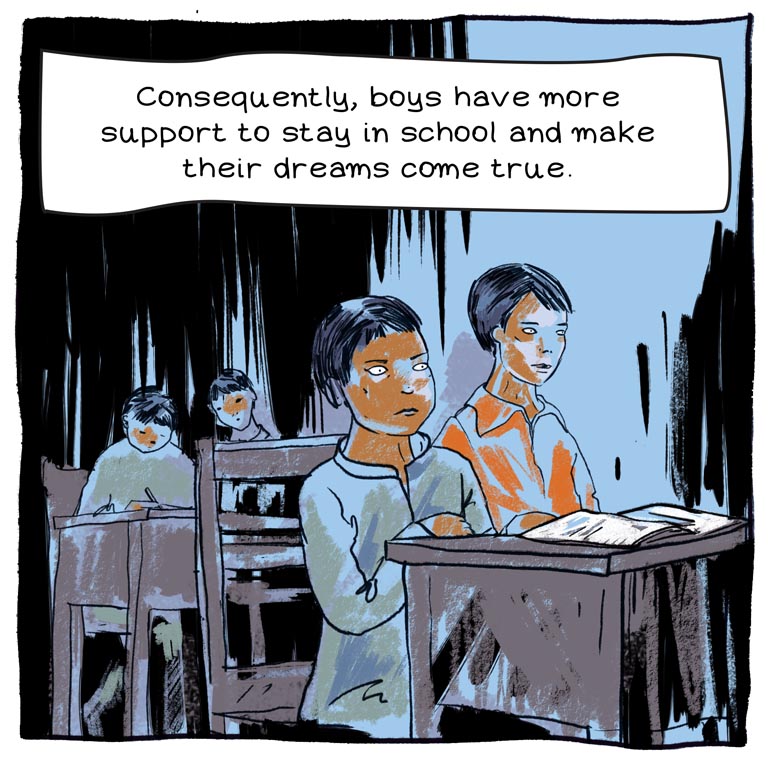 Consequently, boys have more
support to stay in school and make
their dreams come true.